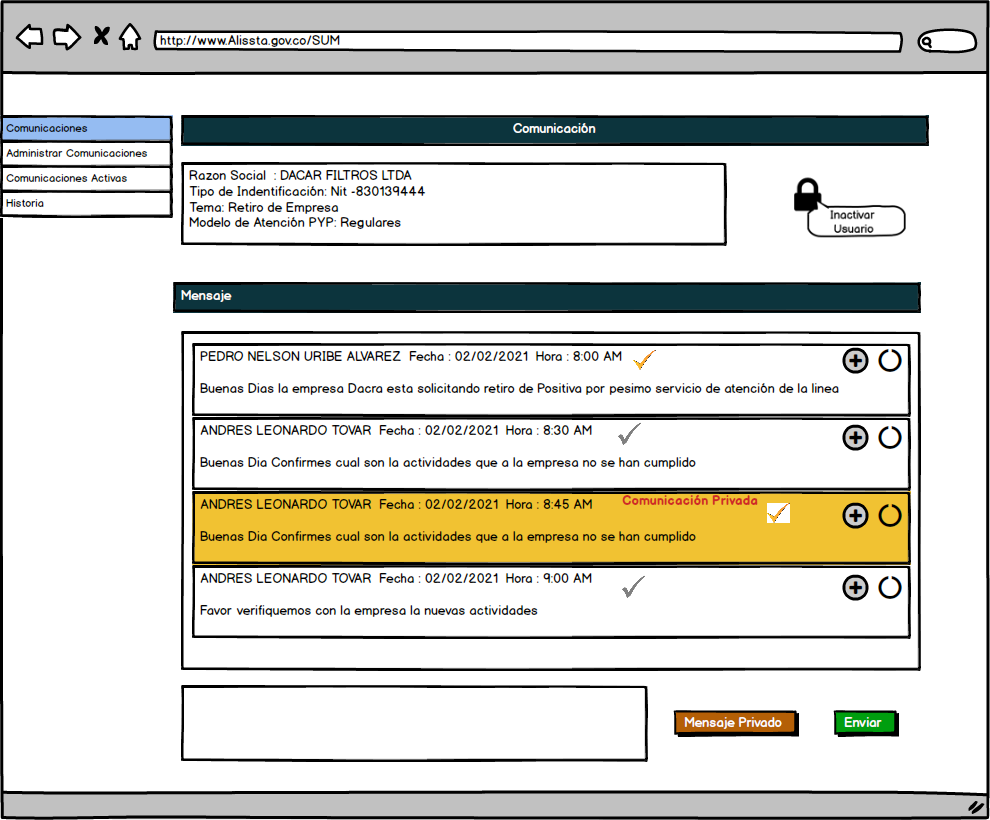 http://www.Alissta.gov.co/SUM
Comunicaciones
Administrar Comunicaciones
Comunicaciones Activas
Historia
Comunicación
Razon Social : DACAR FILTROS LTDA
Tipo de Indentificación: Nit -830139444
Tema: Retiro de Empresa
Modelo de Atención PYP: Regulares
Inactivar
Usuario
Mensaje
PEDRO NELSON URIBE ALVAREZ Fecha : 02/02/2021 Hora : 8:00 AM
Buenas Dias la empresa Dacra esta solicitando retiro de Positiva por pesimo servicio de atención de la linea
ANDRES LEONARDO TOVAR Fecha : 02/02/2021 Hora : 8:30 AM
Buenas Dia Confirmes cual son la actividades que a la empresa no se han cumplido
ANDRES LEONARDO TOVAR Fecha : 02/02/2021 Hora : 8:45 AM Comunicación Privada
Buenas Dia Confirmes cual son la actividades que a la empresa no se han cumplido
ANDRES LEONARDO TOVAR Fecha : 02/02/2021 Hora : 9:00 AM
Favor verifiquemos con la empresa la nuevas actividades
Mensaje Privado
Enviar